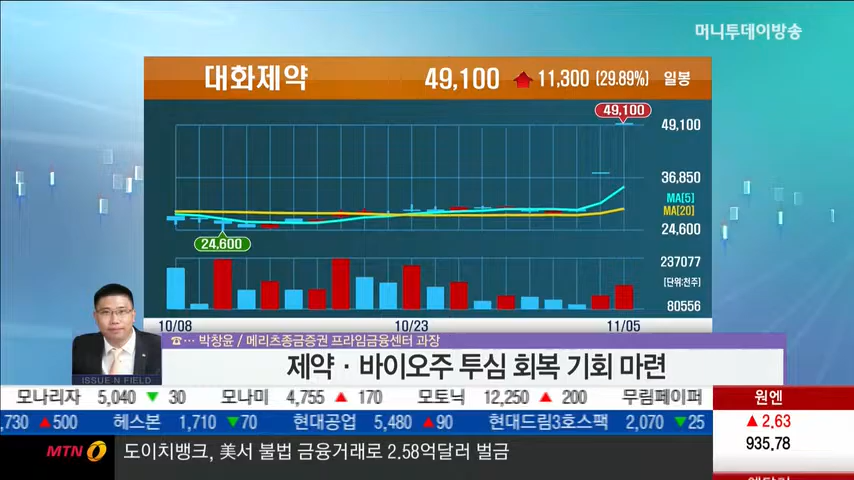 머니투데이방송
대화제약 49,100 11,300 (29.89%) 일봉
49,100
49,100
36,850
MA[5]
MA[20]
24,600
24,600
237077
[단위:천주]
80556
10/08 10/23 11/05
☎… 박창윤 / 메리츠종금증권 프라임금융센터 과장
제약 · 바이오주 투심 회복 기회 마련
ISSUE N FIELD
모나리자 5,040 ▼ 30 모나미 4,755 ▲ 170 모토닉 12,250 ▲ 200 무림페이퍼
,730 ▲500 헤스본 1,710 ▼70 현대공업 5,480 ▲90 현대드림3호스팩 2,070 ▼25
원엔
▲ 2.63
935.78
MTN
도이치뱅크, 美서 불법 금융거래로 2.58억달러 벌금